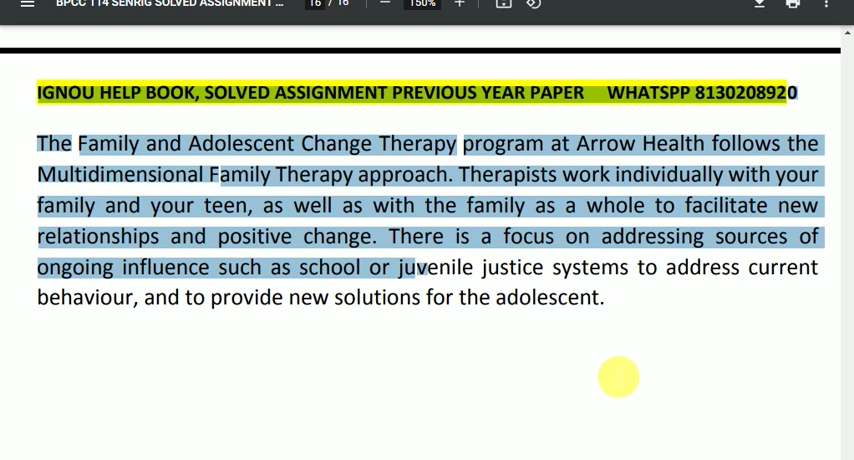 BPCC 114 SENRIG SOLVED ASSIGNMENT ... 16 / 16 150%
IGNOU HELP BOOK, SOLVED ASSIGNMENT PREVIOUS YEAR PAPER WHATSPP 8130208920
The Family and Adolescent Change Therapy program at Arrow Health follows the
Multidimensional Family Therapy approach. Therapists work individually with your
family and your teen, as well as with the family as a whole to facilitate new
relationships and positive change. There is a focus on addressing sources of
ongoing influence such as school or juvenile justice systems to address current
behaviour, and to provide new solutions for the adolescent.